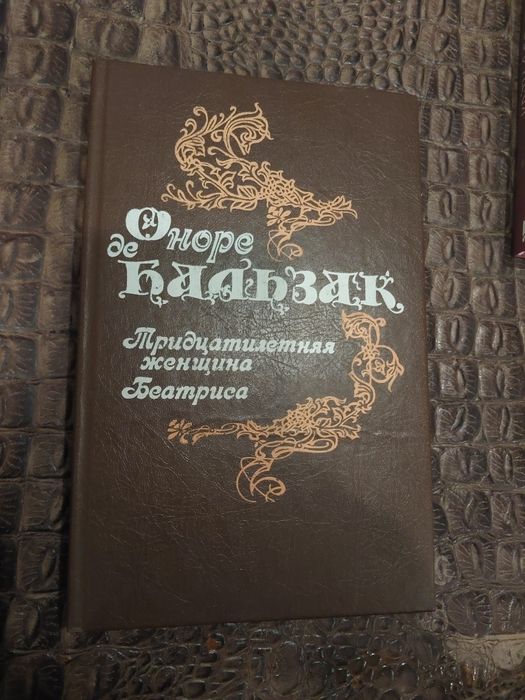 Оноре
де
Бальзак
Тридцатилетняя
женщина
Беатриса